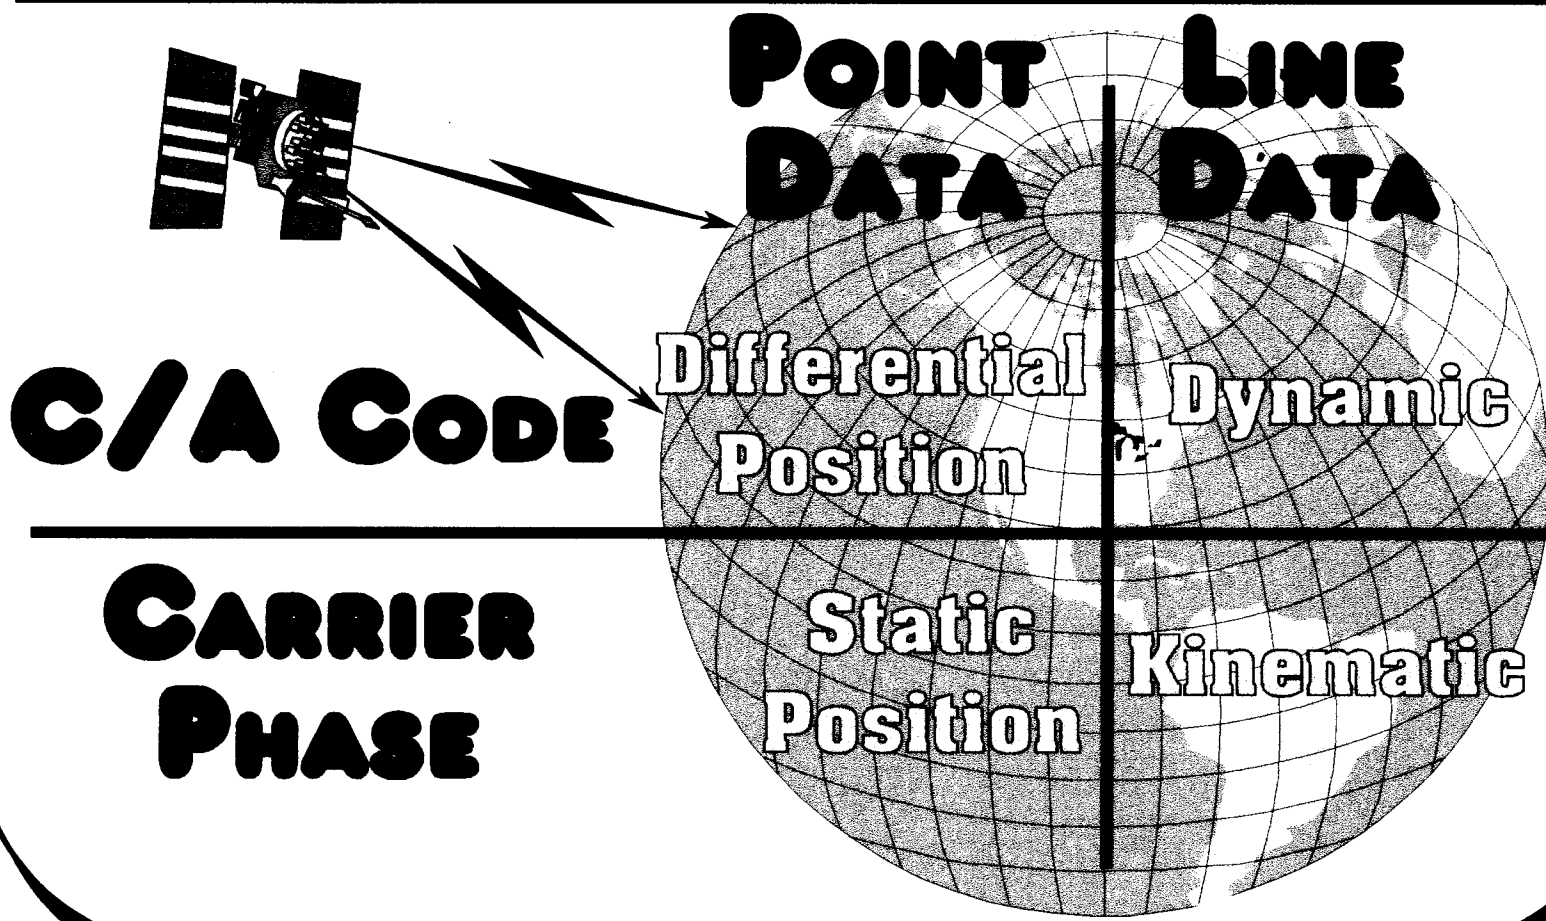 POINT DATA
LINE DATA
C/A CODE
Differential
Position
Dynamic
CARRIER
PHASE
Static
Position
Kinematic